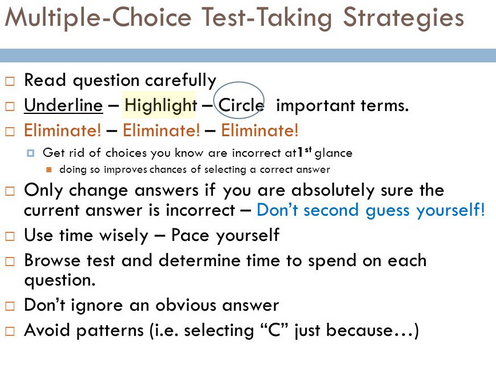 Multiple-Choice Test-Taking Strategies
Read question carefully
Underline – Highlight – Circle important terms.
Eliminate! – Eliminate! – Eliminate!
Get rid of choices you know are incorrect at 1st glance
doing so improves chances of selecting a correct answer
Only change answers if you are absolutely sure the
current answer is incorrect – Don't second guess yourself!
Use time wisely – Pace yourself
Browse test and determine time to spend on each
question.
Don't ignore an obvious answer
Avoid patterns (i.e. selecting “C” just because…)